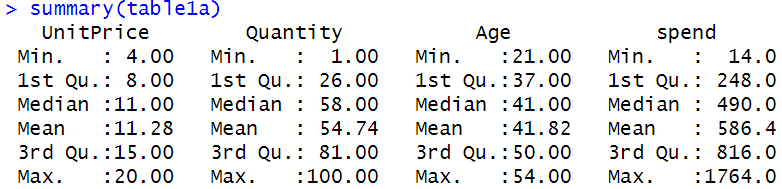 > summary(table1a)
UnitPrice Quantity Age spend
Min. : 4.00 Min. : 1.00 Min. :21.00 Min. : 14.0
1st Qu.: 8.00 1st Qu.: 26.00 1st Qu.:37.00 1st Qu.: 248.0
Median :11.00 Median : 58.00 Median :41.00 Median : 490.0
Mean :11.28 Mean : 54.74 Mean :41.82 Mean : 586.4
3rd Qu.:15.00 3rd Qu.: 81.00 3rd Qu.:50.00 3rd Qu.: 816.0
Max. :20.00 Max. :100.00 Max. :54.00 Max. :1764.0